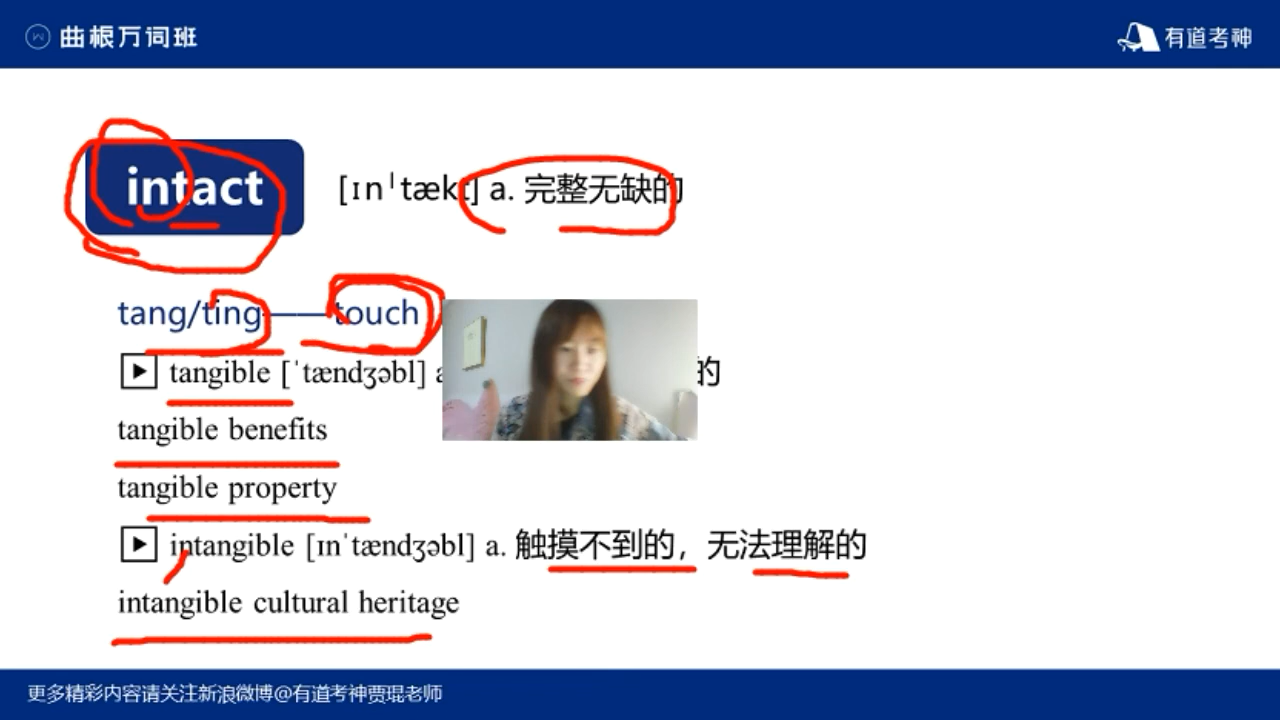 曲根万词班
有道考神
intact [ɪnˈtækt] a. 完整无缺的
tang/ting——touch
tangible [ˈtændʒəbl] 的
tangible benefits
tangible property
intangible [ɪnˈtændʒəbl] a. 触摸不到的，无法理解的
intangible cultural heritage
更多精彩内容请关注新浪微博@有道考神贾琨老师